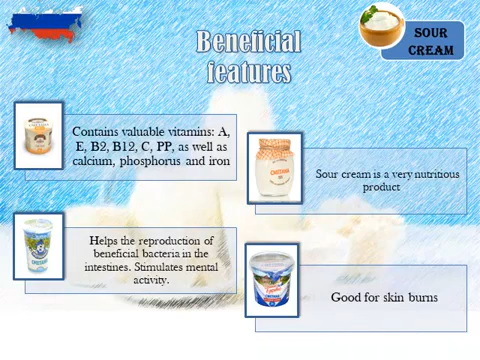 SOUR
CREAM
Beneficial
features
Contains valuable vitamins: A,
E, B2, B12, C, PP, as well as
calcium, phosphorus and iron
Sour cream is a very nutritious
product
Helps the reproduction of
beneficial bacteria in the
intestines. Stimulates mental
activity.
Good for skin burns